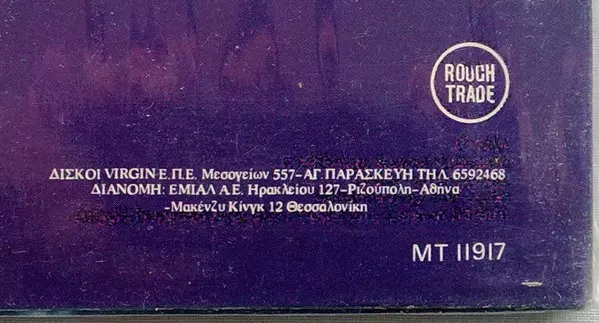 ROUGH
TRADE
ΔΙΣΚΟΙ VIRGIN Ε.Π.Ε. Μεσογείων 557-ΑΓ. ΠΑΡΑΣΚΕΥΗ ΤΗΛ. 6592468
ΔΙΑΝΟΜΗ: ΕΜΙΑΛ Α.Ε. Ηρακλείου 127-Ριζούπολη-Αθήνα
-Μακένζυ Κίνγκ 12 Θεσσαλονίκη
MT 11917